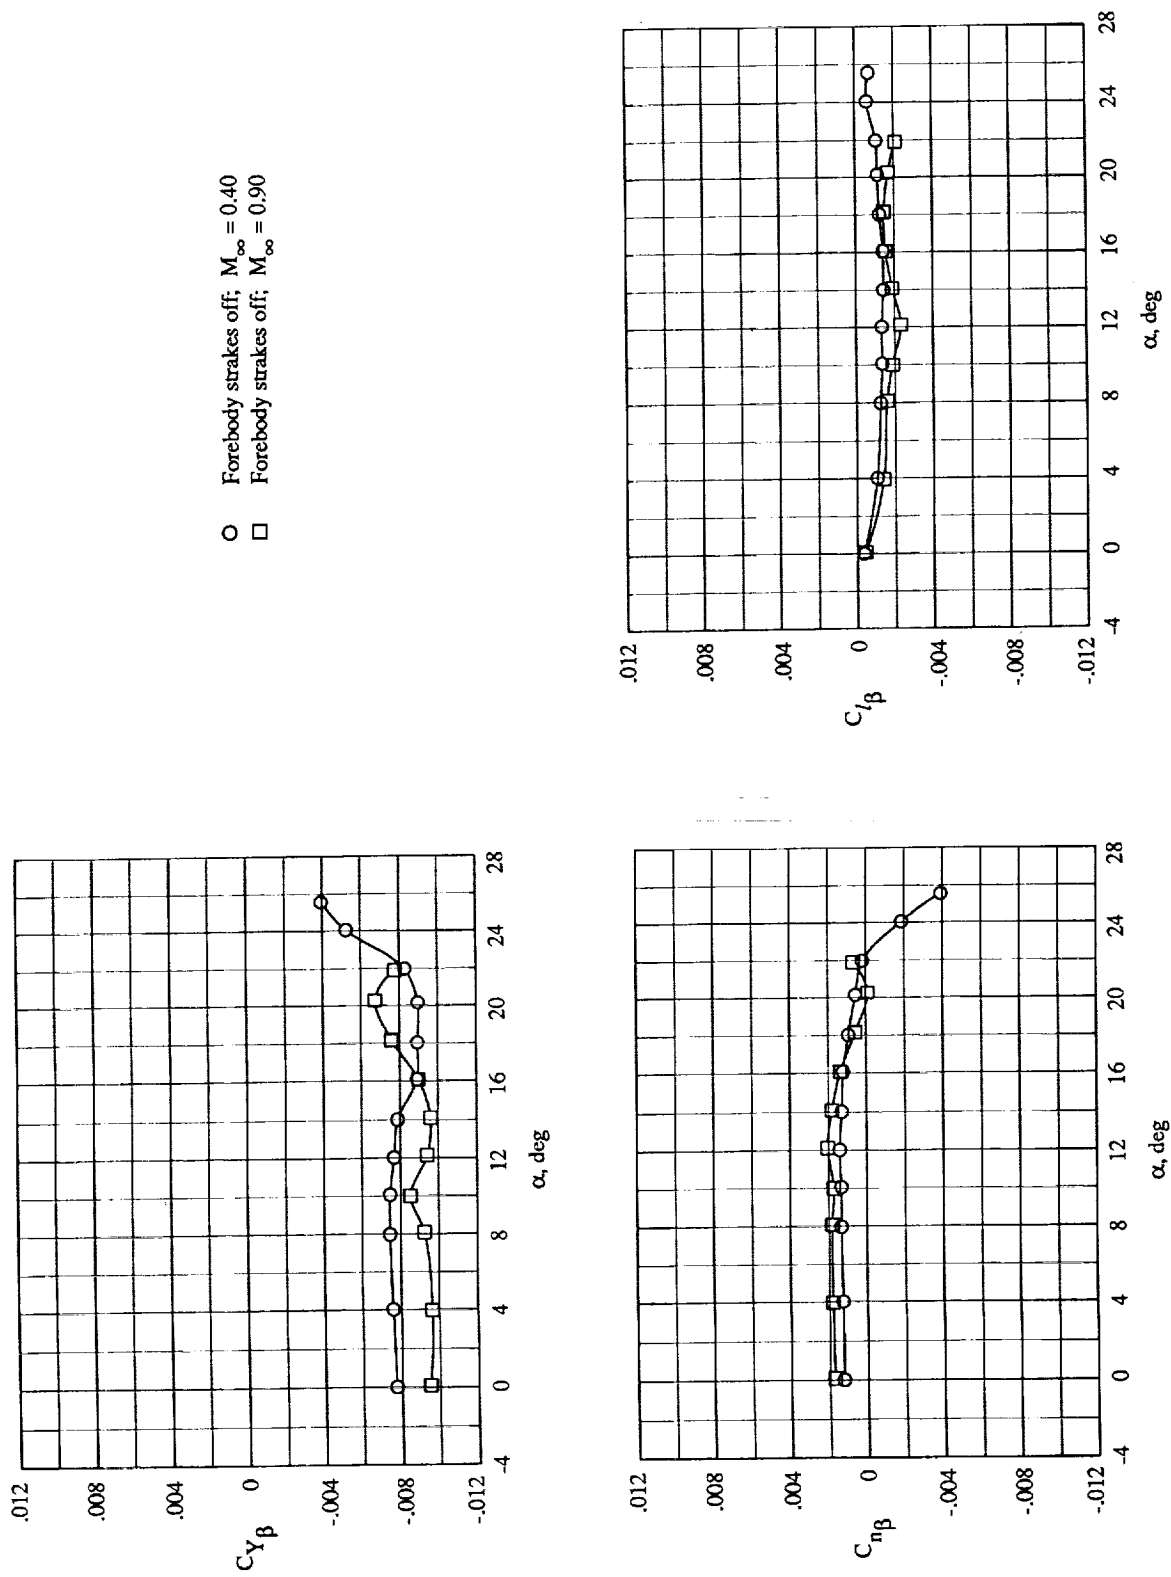 ○ Forebody strakes off; M∞ = 0.40
□ Forebody strakes off; M∞ = 0.90
.012
.008
.004
0
-.004
-.008
-.012
CYβ
-4 0 4 8 12 16 20 24 28
α, deg
.012
.008
.004
0
-.004
-.008
-.012
Cnβ
-4 0 4 8 12 16 20 24 28
α, deg
.012
.008
.004
0
-.004
-.008
-.012
Clβ
-4 0 4 8 12 16 20 24 28
α, deg